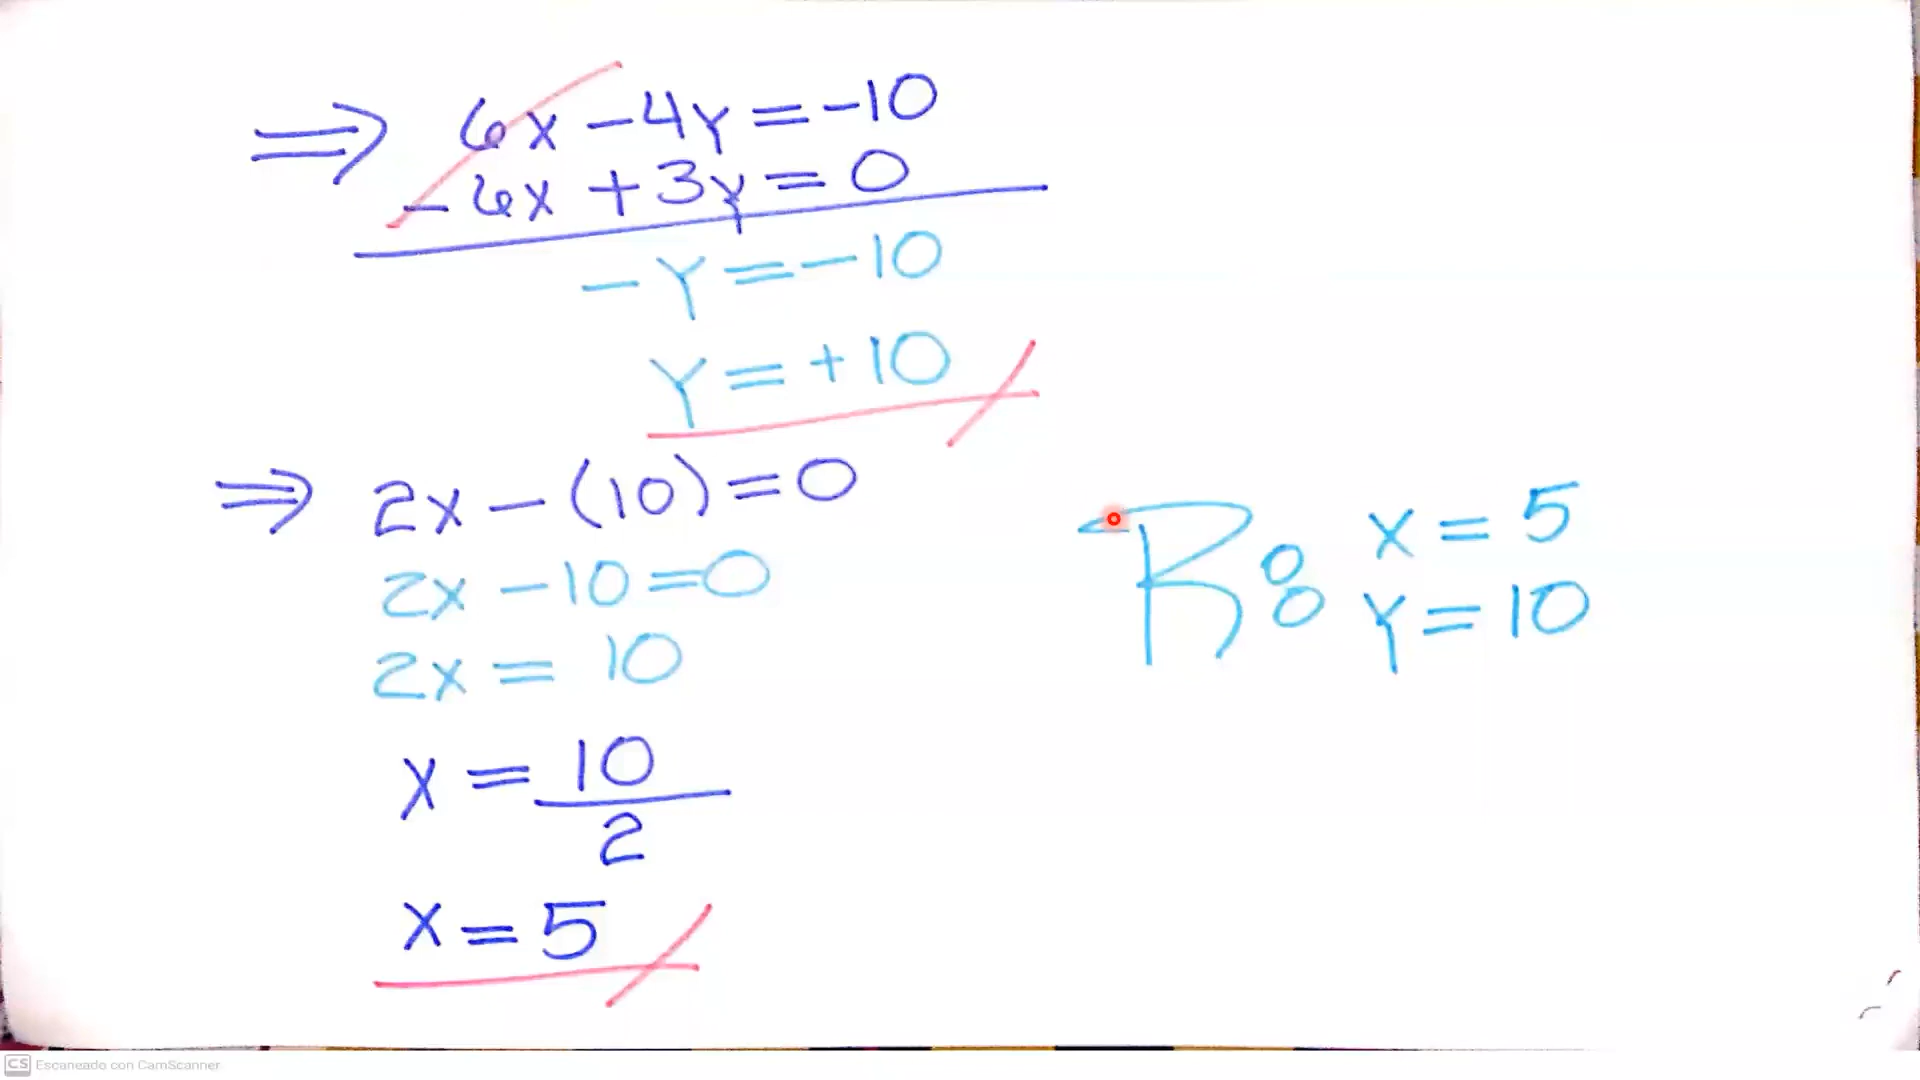 ⇒ 6x - 4y = -10
- 6x + 3y = 0
- y = - 10
y = + 10
⇒ 2x - (10) = 0
2x - 10 = 0
2x = 10
x = 10
2
x = 5
R: x = 5
y = 10
CS Escaneado con CamScanner